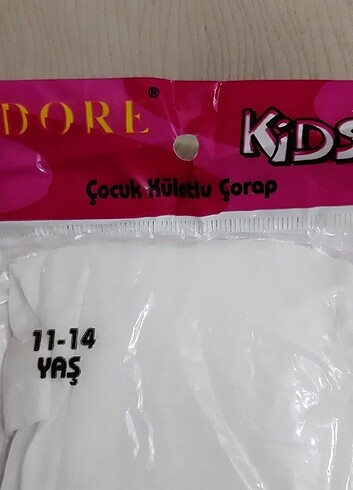 DORE® KiDS
Çocuk Külotlu Çorap
11-14
YAŞ